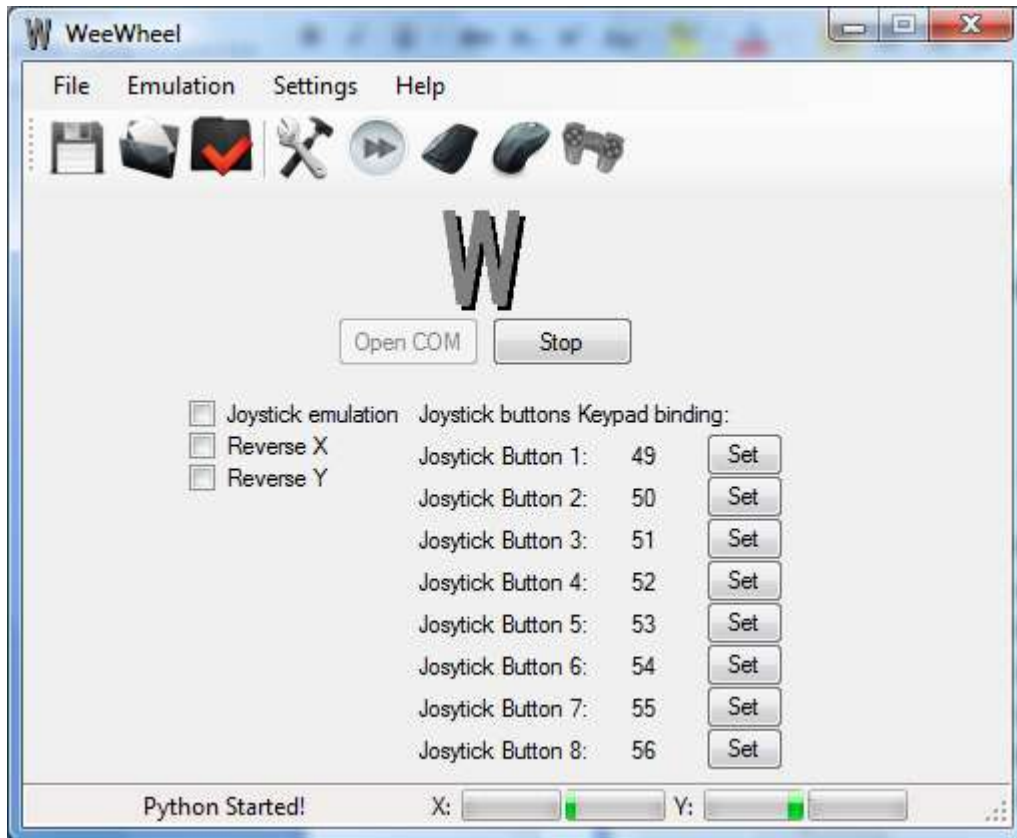 W WeeWheel
File Emulation Settings Help
W
Open COM Stop
Joystick emulation
Reverse X
Reverse Y
Joystick buttons Keypad binding:
Josytick Button 1: 49 Set
Josytick Button 2: 50 Set
Josytick Button 3: 51 Set
Josytick Button 4: 52 Set
Josytick Button 5: 53 Set
Josytick Button 6: 54 Set
Josytick Button 7: 55 Set
Josytick Button 8: 56 Set
Python Started! X: Y: